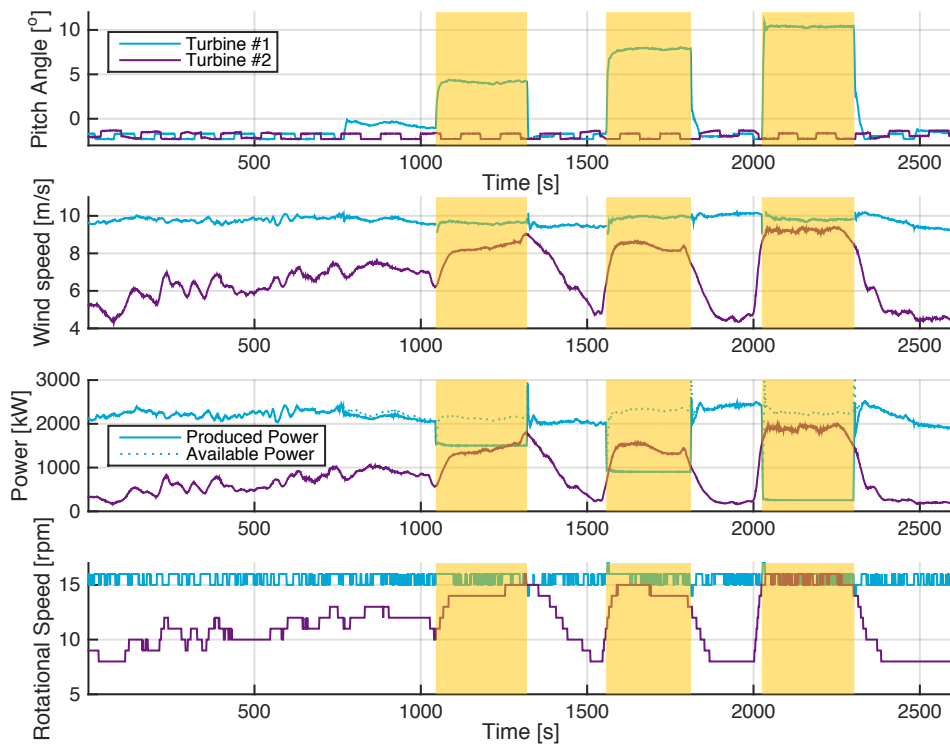 Pitch Angle [°]
10
5
0
Turbine #1
Turbine #2
500 1000 1500 2000 2500
Time [s]
Wind speed [m/s]
10
8
6
4
500 1000 1500 2000 2500
Power [kW]
3000
2000
1000
0
Produced Power
Available Power
500 1000 1500 2000 2500
Rotational Speed [rpm]
15
10
5
500 1000 1500 2000 2500
Time [s]